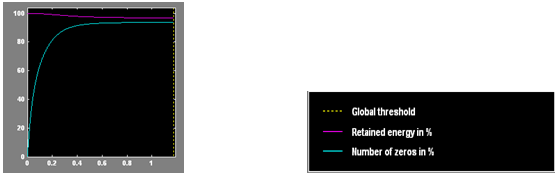 100
80
60
40
20
0
0 0.2 0.4 0.6 0.8 1
Global threshold
Retained energy in %
Number of zeros in %